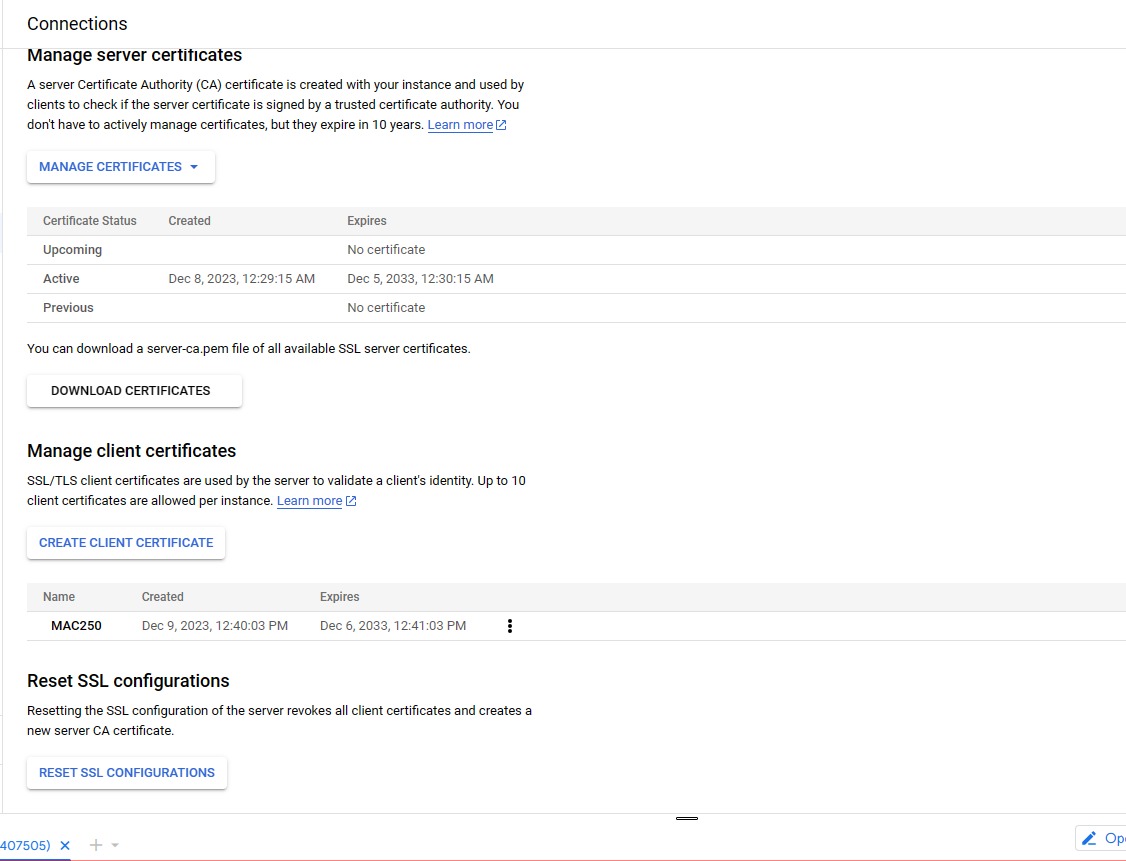 Connections
Manage server certificates
A server Certificate Authority (CA) certificate is created with your instance and used by
clients to check if the server certificate is signed by a trusted certificate authority. You
don't have to actively manage certificates, but they expire in 10 years. Learn more
MANAGE CERTIFICATES
Certificate Status Created Expires
Upcoming No certificate
Active Dec 8, 2023, 12:29:15 AM Dec 5, 2033, 12:30:15 AM
Previous No certificate
You can download a server-ca.pem file of all available SSL server certificates.
DOWNLOAD CERTIFICATES
Manage client certificates
SSL/TLS client certificates are used by the server to validate a client's identity. Up to 10
client certificates are allowed per instance. Learn more
CREATE CLIENT CERTIFICATE
Name Created Expires
MAC250 Dec 9, 2023, 12:40:03 PM Dec 6, 2033, 12:41:03 PM
Reset SSL configurations
Resetting the SSL configuration of the server revokes all client certificates and creates a
new server CA certificate.
RESET SSL CONFIGURATIONS
407505) Ope